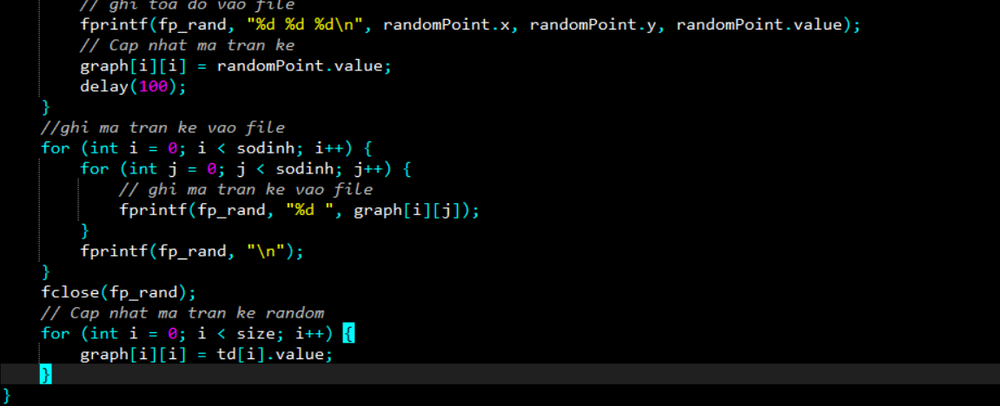 // ghi toa do vao file
fprintf(fp_rand, "%d %d %d\n", randomPoint.x, randomPoint.y, randomPoint.value);
// Cap nhat ma tran ke
graph[i][i] = randomPoint.value;
delay(100);
}
//ghi ma tran ke vao file
for (int i = 0; i < sodinh; i++) {
for (int j = 0; j < sodinh; j++) {
// ghi ma tran ke vao file
fprintf(fp_rand, "%d ", graph[i][j]);
}
fprintf(fp_rand, "\n");
}
fclose(fp_rand);
// Cap nhat ma tran ke random
for (int i = 0; i < size; i++) {
graph[i][i] = td[i].value;
}
}